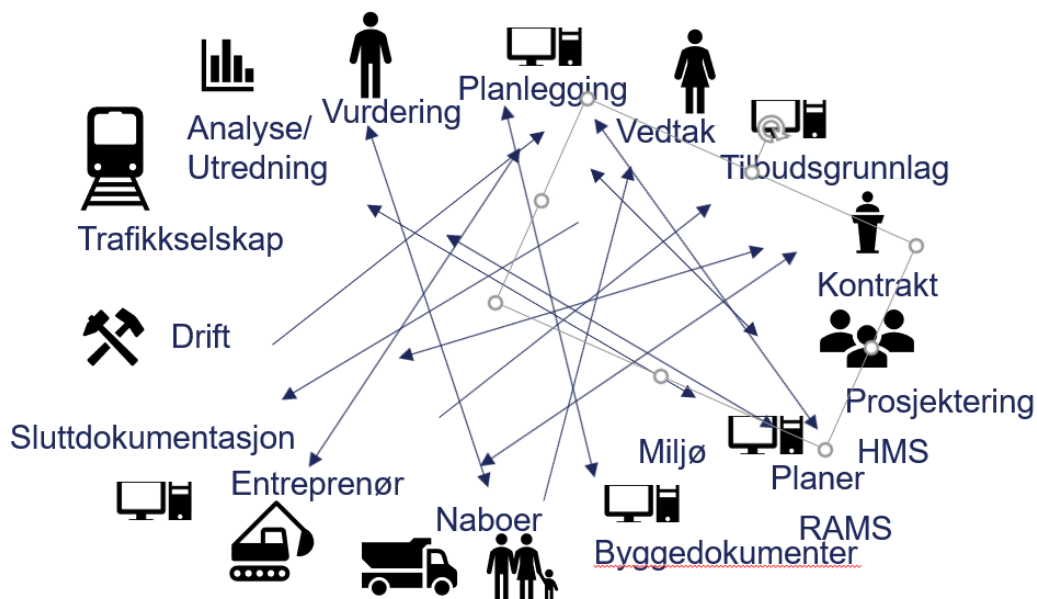 Planlegging
Vurdering
Analyse/
Utredning
Vedtak
Tilbudsgrunnlag
Trafikkselskap
Kontrakt
Drift
Prosjektering
Sluttdokumentasjon
Miljø
HMS
Planer
Entreprenør
Naboer
RAMS
Byggedokumenter